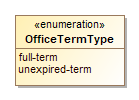 «enumeration»
OfficeTermType
full-term
unexpired-term